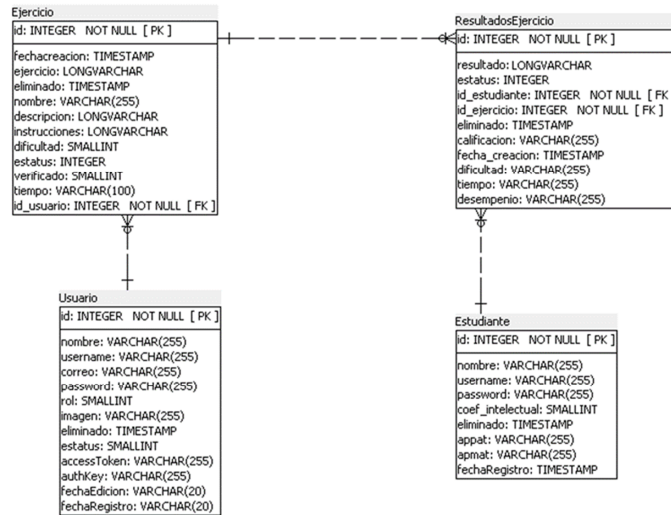 Ejercicio
id: INTEGER NOT NULL [ PK ]
fechacreacion: TIMESTAMP
ejercicio: LONGVARCHAR
eliminado: TIMESTAMP
nombre: VARCHAR(255)
descripcion: LONGVARCHAR
instrucciones: LONGVARCHAR
dificultad: SMALLINT
estatus: INTEGER
verificado: SMALLINT
tiempo: VARCHAR(100)
id_usuario: INTEGER NOT NULL [ FK ]
ResultadosEjercicio
id: INTEGER NOT NULL [ PK ]
resultado: LONGVARCHAR
estatus: INTEGER
id_estudiante: INTEGER NOT NULL [ FK
id_ejercicio: INTEGER NOT NULL [ FK ]
eliminado: TIMESTAMP
calificacion: VARCHAR(255)
fecha_creacion: TIMESTAMP
dificultad: VARCHAR(255)
tiempo: VARCHAR(255)
desempenio: VARCHAR(255)
Usuario
id: INTEGER NOT NULL [ PK ]
nombre: VARCHAR(255)
username: VARCHAR(255)
correo: VARCHAR(255)
password: VARCHAR(255)
rol: SMALLINT
imagen: VARCHAR(255)
eliminado: TIMESTAMP
estatus: SMALLINT
accessToken: VARCHAR(255)
authKey: VARCHAR(255)
fechaEdicion: VARCHAR(20)
fechaRegistro: VARCHAR(20)
Estudiante
id: INTEGER NOT NULL [ PK ]
nombre: VARCHAR(255)
username: VARCHAR(255)
password: VARCHAR(255)
coef_intelectual: SMALLINT
eliminado: TIMESTAMP
appat: VARCHAR(255)
apmat: VARCHAR(255)
fechaRegistro: TIMESTAMP